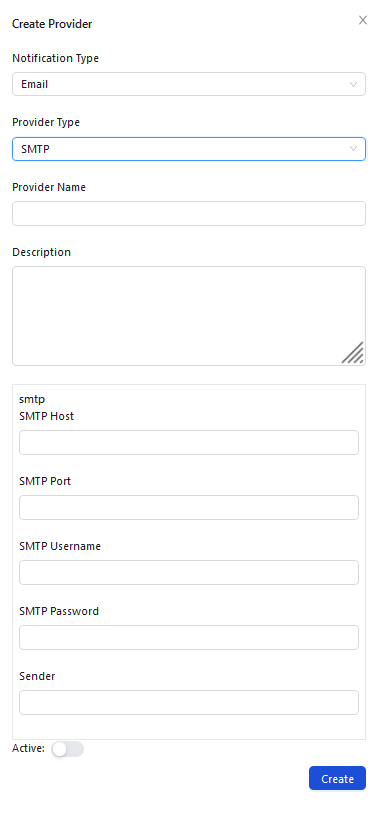 Create Provider
Notification Type
Email
Provider Type
SMTP
Provider Name
Description
smtp
SMTP Host
SMTP Port
SMTP Username
SMTP Password
Sender
Active:
Create